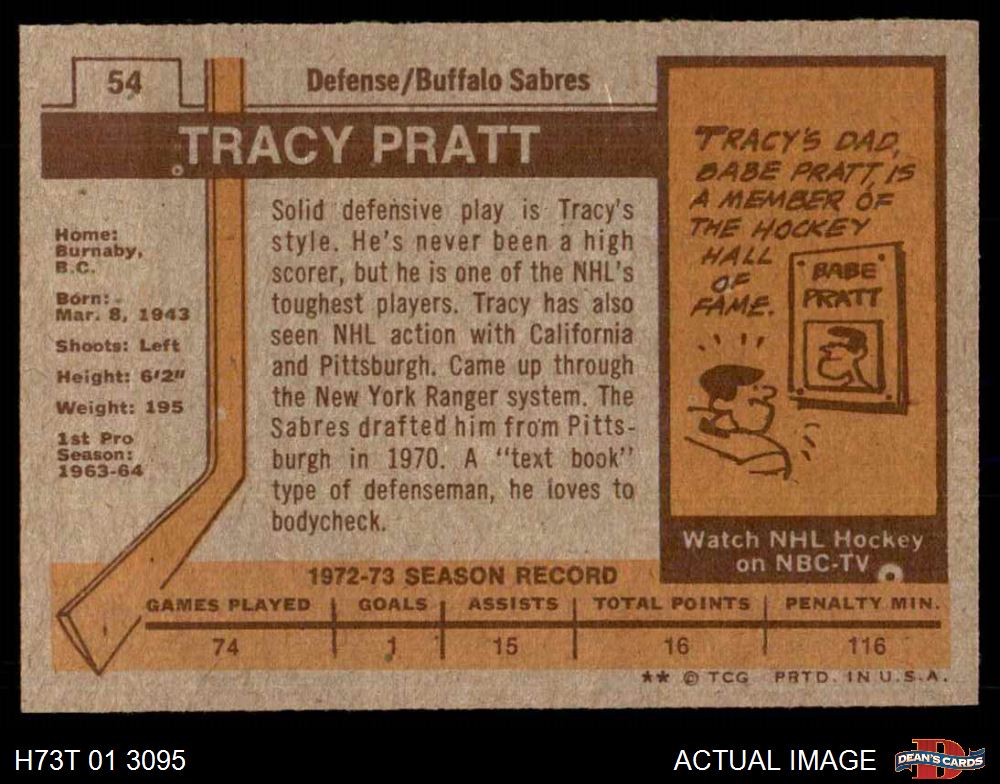 54
Defense/Buffalo Sabres
TRACY PRATT
Home:
Burnaby,
B.C.
Born:
Mar. 8, 1943
Shoots: Left
Height: 6'2"
Weight: 195
1st Pro
Season:
1963-64
Solid defensive play is Tracy's
style. He's never been a high
scorer, but he is one of the NHL's
toughest players. Tracy has also
seen NHL action with California
and Pittsburgh. Came up through
the New York Ranger system. The
Sabres drafted him from Pitts-
burgh in 1970. A "text book"
type of defenseman, he loves to
bodycheck.
TRACY'S DAD,
BABE PRATT, IS
A MEMBER OF
THE HOCKEY
HALL
OF
FAME.
BABE
PRATT
Watch NHL Hockey
on NBC-TV
1972-73 SEASON RECORD
GAMES PLAYED GOALS ASSISTS TOTAL POINTS PENALTY MIN.
74 1 15 16 116
** © TCG PRTD. IN U.S.A.
H73T 01 3095
ACTUAL IMAGE
D
DEAN'S CARDS